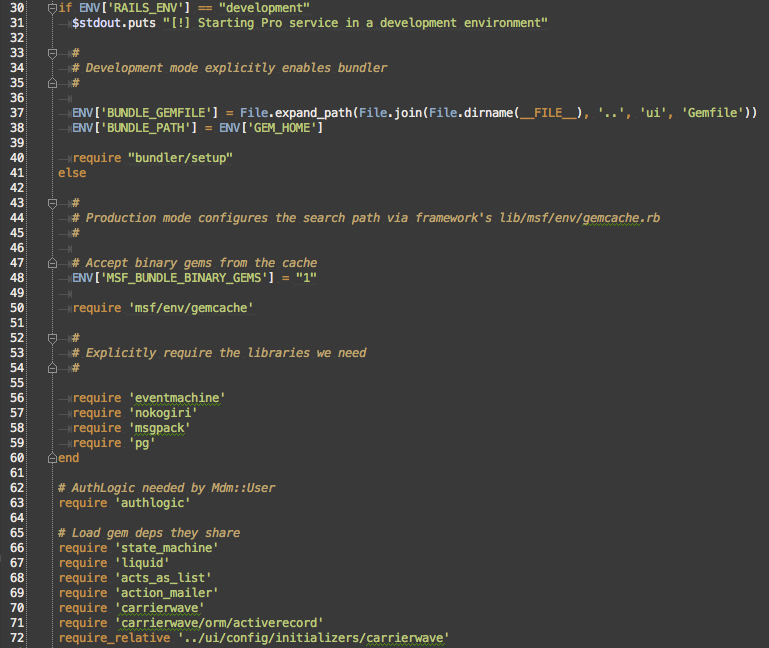 30 if ENV['RAILS_ENV'] == "development"
31 $stdout.puts "[!] Starting Pro service in a development environment"
32
33 #
34 # Development mode explicitly enables bundler
35 #
36
37 ENV['BUNDLE_GEMFILE'] = File.expand_path(File.join(File.dirname(__FILE__), '..', 'ui', 'Gemfile'))
38 ENV['BUNDLE_PATH'] = ENV['GEM_HOME']
39
40 require "bundler/setup"
41 else
42
43 #
44 # Production mode configures the search path via framework's lib/msf/env/gemcache.rb
45 #
46
47 # Accept binary gems from the cache
48 ENV['MSF_BUNDLE_BINARY_GEMS'] = "1"
49
50 require 'msf/env/gemcache'
51
52 #
53 # Explicitly require the libraries we need
54 #
55
56 require 'eventmachine'
57 require 'nokogiri'
58 require 'msgpack'
59 require 'pg'
60 end
61
62 # AuthLogic needed by Mdm::User
63 require 'authlogic'
64
65 # Load gem deps they share
66 require 'state_machine'
67 require 'liquid'
68 require 'acts_as_list'
69 require 'action_mailer'
70 require 'carrierwave'
71 require 'carrierwave/orm/activerecord'
72 require_relative '../ui/config/initializers/carrierwave'